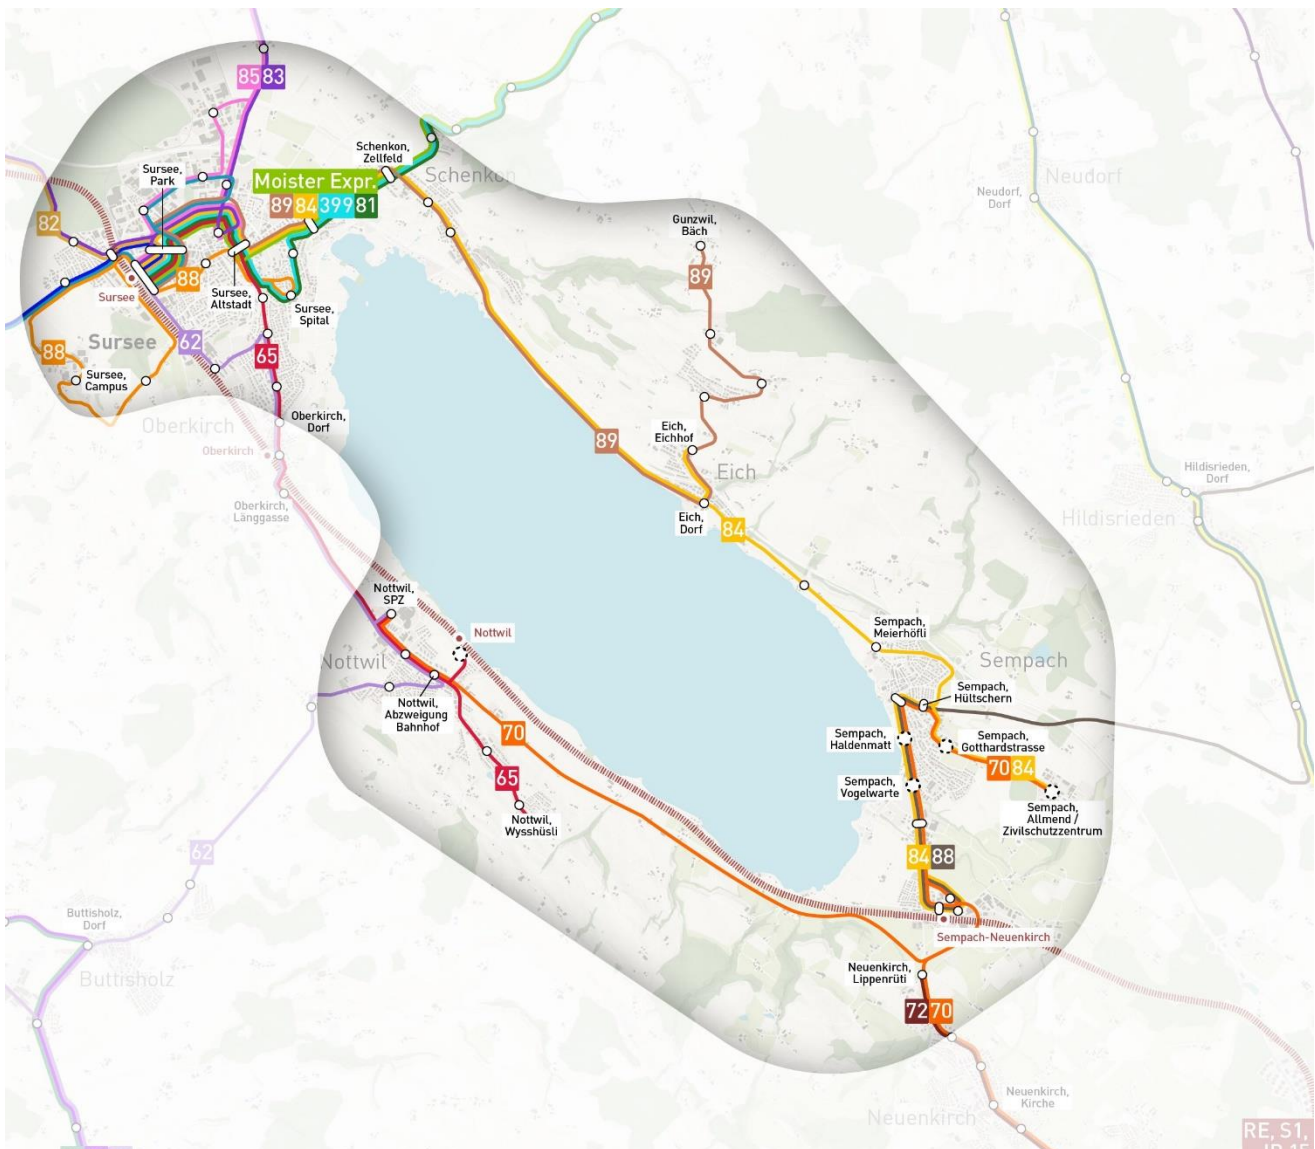 85 83
Schenkon,
Zellfeld
Schenkon
Sursee,
Park
Moister Expr.
89 84 399 81
Neudorf,
Dorf
Neudorf
82
Gunzwil,
Bäch
89
88
Sursee
Sursee,
Altstadt
Sursee,
Spital
Sursee
62
65
88
Sursee,
Campus
Oberkirch,
Dorf
Oberkirch
Oberkirch
89
Eich,
Eichhof
Eich
Hildisrieden,
Dorf
Oberkirch,
Länggasse
Eich,
Dorf
84
Hildisrieden
Nottwil,
SPZ
Nottwil
Nottwil
Sempach,
Meierhöfli
Sempach
Nottwil,
Abzweigung
Bahnhof
70
Sempach,
Hültschern
Sempach,
Haldenmatt
Sempach,
Gotthardstrasse
70 84
65
Sempach,
Vogelwarte
Nottwil,
Wysshüsli
Sempach,
Allmend /
Zivilschutzzentrum
62
84 88
Buttisholz,
Dorf
Sempach-Neuenkirch
Buttisholz
Neuenkirch,
Lippenrüti
72 70
Neuenkirch,
Kirche
Neuenkirch
RE, S1,